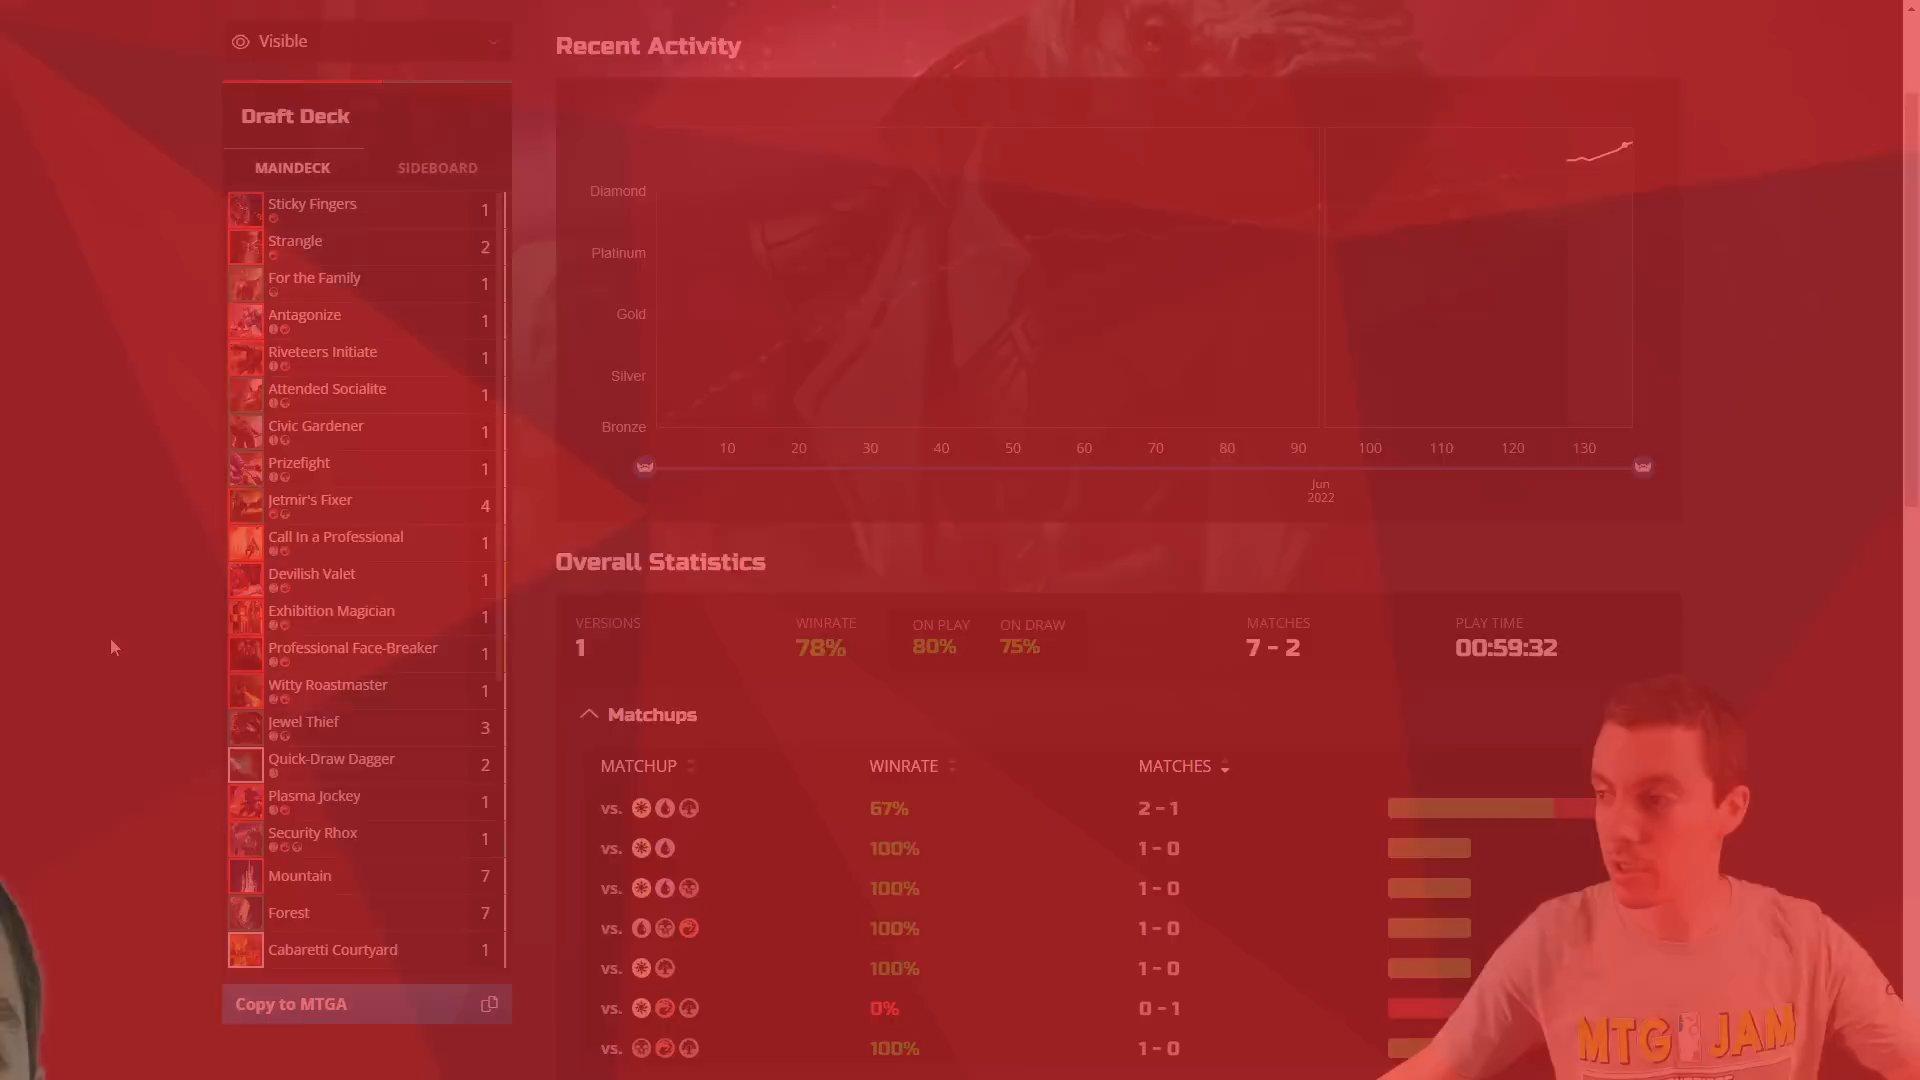 Visible
Recent Activity
Draft Deck
MAINDECK
SIDEBOARD
Sticky Fingers 1
Strangle 2
For the Family 1
Antagonize 1
Riveteers Initiate 1
Attended Socialite 1
Civic Gardener 1
Prizefight 1
Jetmir's Fixer 4
Call In a Professional 1
Devilish Valet 1
Exhibition Magician 1
Professional Face-Breaker 1
Witty Roastmaster 1
Jewel Thief 3
Quick-Draw Dagger 2
Plasma Jockey 1
Security Rhox 1
Mountain 7
Forest 7
Cabaretti Courtyard 1
Copy to MTGA
Diamond
Platinum
Gold
Silver
Bronze
10 20 30 40 50 60 70 80 90 100 110 120 130
Jun
2022
Overall Statistics
VERSIONS
1
WINRATE
78%
ON PLAY
80%
ON DRAW
75%
MATCHES
7 - 2
PLAY TIME
00:59:32
Matchups
MATCHUP WINRATE MATCHES
vs. 67% 2 - 1
vs. 100% 1 - 0
vs. 100% 1 - 0
vs. 100% 1 - 0
vs. 100% 1 - 0
vs. 0% 0 - 1
vs. 100% 1 - 0
MTG JAM